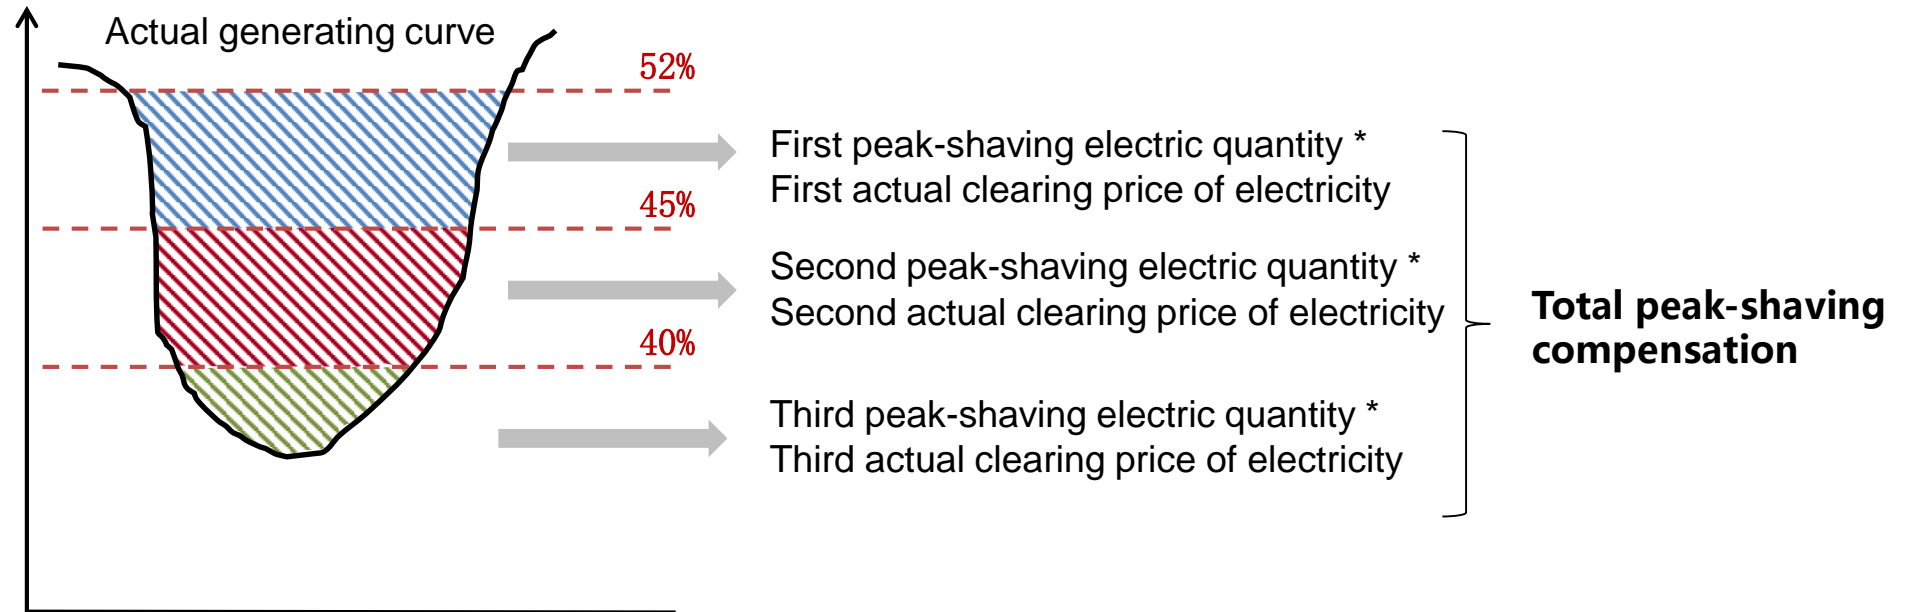 Actual generating curve
52%
First peak-shaving electric quantity *
First actual clearing price of electricity
45%
Second peak-shaving electric quantity *
Second actual clearing price of electricity
Total peak-shaving
compensation
40%
Third peak-shaving electric quantity *
Third actual clearing price of electricity